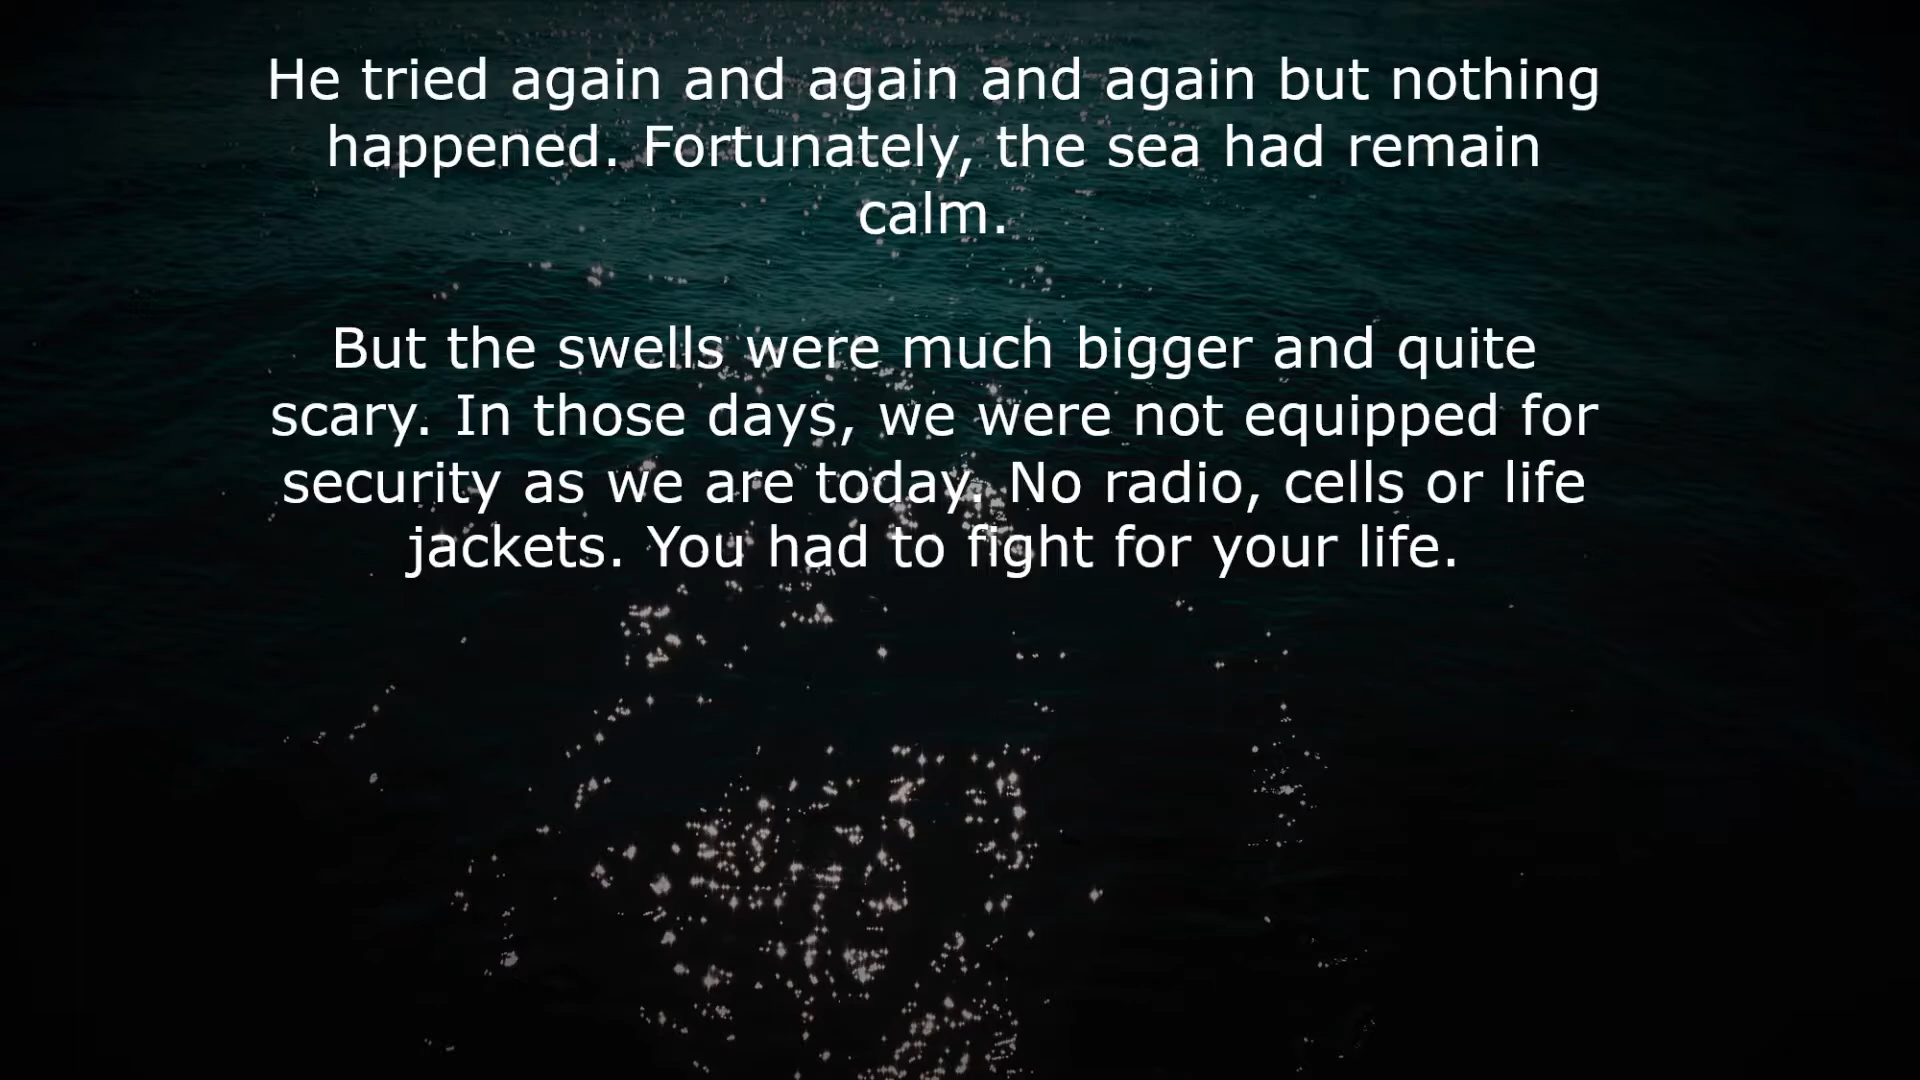 He tried again and again and again but nothing
happened. Fortunately, the sea had remain
calm.
But the swells were much bigger and quite
scary. In those days, we were not equipped for
security as we are today. No radio, cells or life
jackets. You had to fight for your life.